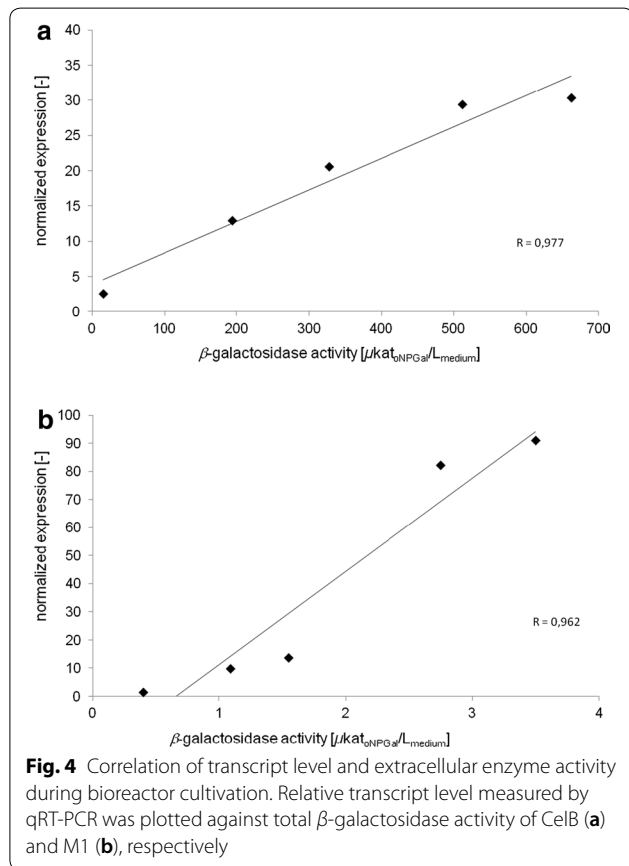 a
40
35
30
25
20
15
10
5
0
normalized expression [-]
R = 0,977
0 100 200 300 400 500 600 700
β-galactosidase activity [μkat_oNPGal/L_medium]
b
100
90
80
70
60
50
40
30
20
10
0
normalized expression [-]
R = 0,962
0 1 2 3 4
β-galactosidase activity [μkat_oNPGal/L_medium]
Fig. 4 Correlation of transcript level and extracellular enzyme activity
during bioreactor cultivation. Relative transcript level measured by
qRT-PCR was plotted against total β-galactosidase activity of CelB (a)
and M1 (b), respectively